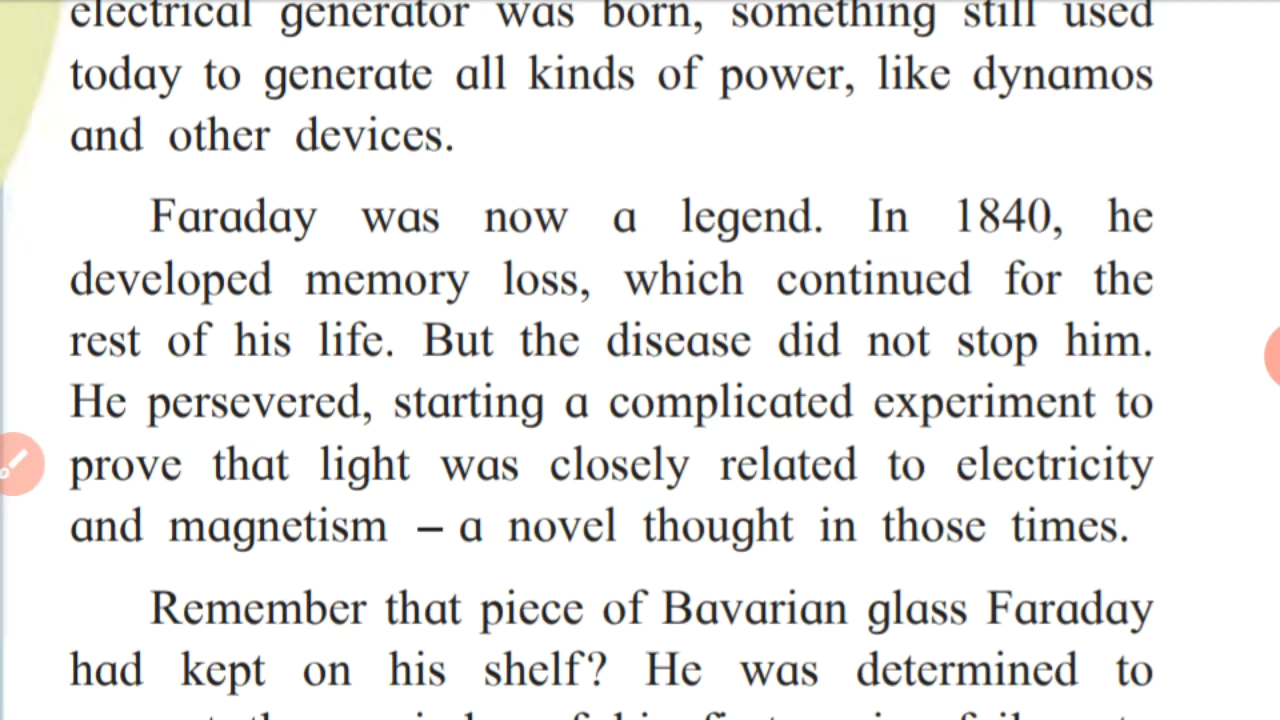 electrical generator was born, something still used
today to generate all kinds of power, like dynamos
and other devices.
Faraday was now a legend. In 1840, he
developed memory loss, which continued for the
rest of his life. But the disease did not stop him.
He persevered, starting a complicated experiment to
prove that light was closely related to electricity
and magnetism – a novel thought in those times.
Remember that piece of Bavarian glass Faraday
had kept on his shelf? He was determined to